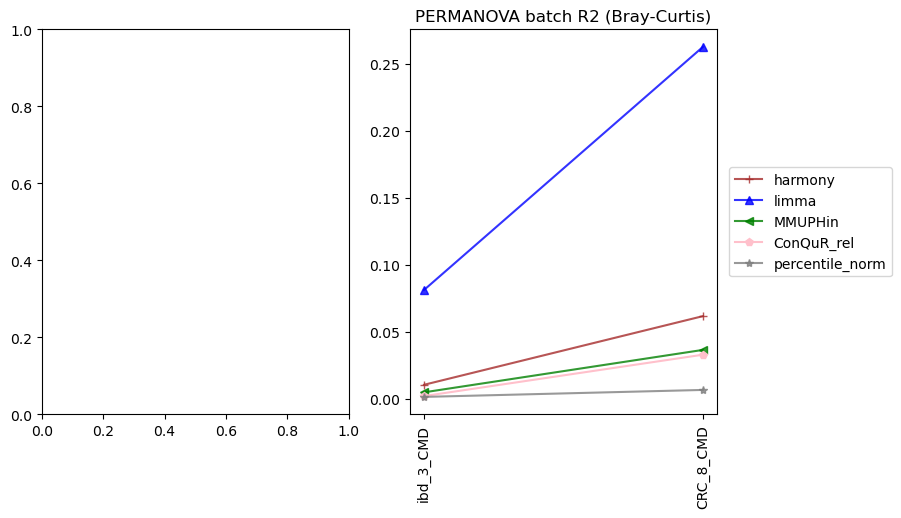 PERMANOVA batch R2 (Bray-Curtis)
1.0
0.8
0.6
0.4
0.2
0.0
0.0 0.2 0.4 0.6 0.8 1.0
0.25
0.20
0.15
0.10
0.05
0.00
ibd_3_CMD
CRC_8_CMD
harmony
limma
MMUPHin
ConQuR_rel
percentile_norm